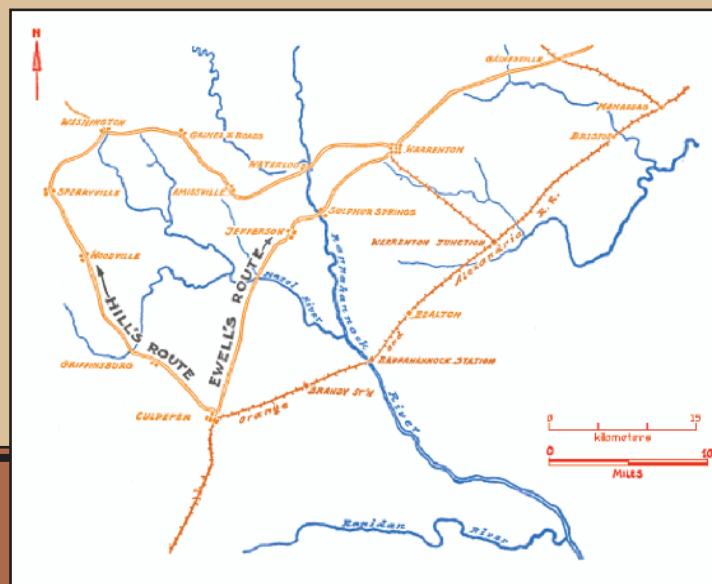 N
GAINESVILLE
MANASSAS
WASHINGTON
GAINES X ROADS
BRISTOE
WARRENTON
WATERLOO
SPERRYVILLE
AMISSVILLE
SULPHUR SPRINGS
JEFFERSON
WARRENTON JUNCTION
Alexandria R.R.
WOODVILLE
Hazel River
Rappahannock River
HILL'S ROUTE
EWELL'S ROUTE
BEALTON
and
RAPPAHANNOCK STATION
GRIFFINSBURG
BRANDY ST'N
Orange
CULPEPER
0 15
kilometers
0 10
MILES
Rapidan River